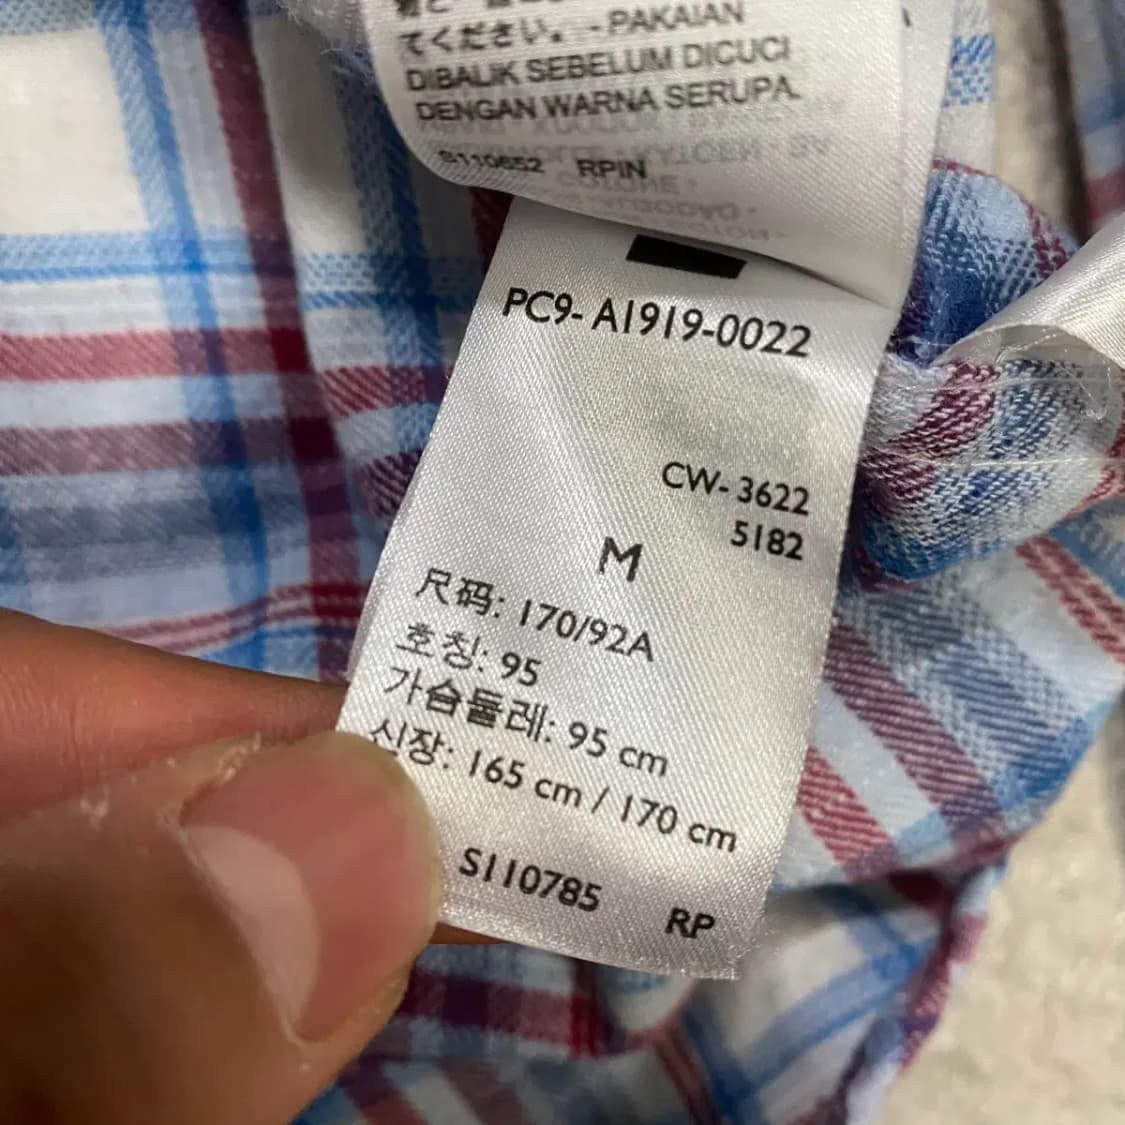 てください。 - PAKAIAN
DIBALIK SEBELUM DICUCI
DENGAN WARNA SERUPA.
S110652 RPIN
PC9- A1919-0022
CW- 3622
5182
M
尺码: 170/92A
호칭: 95
가슴둘레: 95 cm
신장: 165 cm / 170 cm
S110785 RP